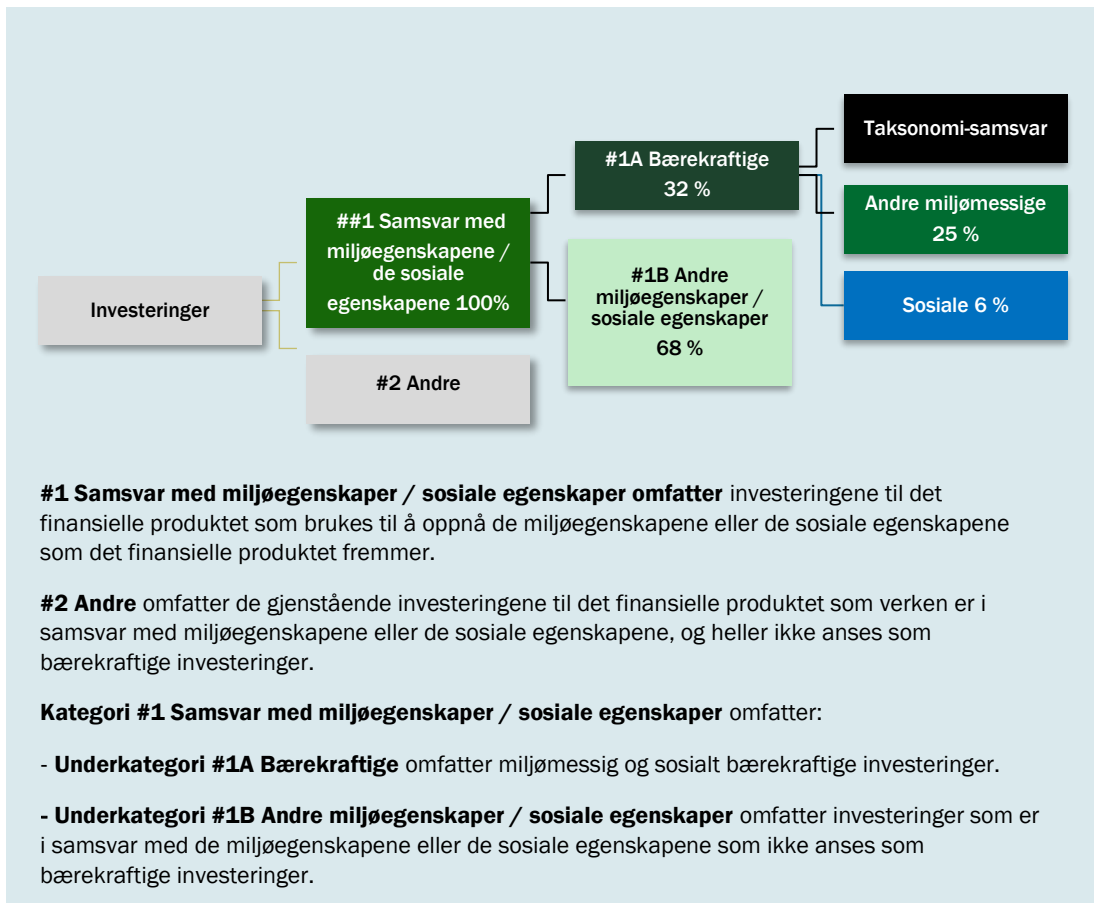 Investeringer
##1 Samsvar med
miljøegenskapene /
de sosiale
egenskapene 100%
#2 Andre
#1A Bærekraftige
32 %
#1B Andre
miljøegenskaper /
sosiale egenskaper
68 %
Taksonomi-samsvar
Andre miljømessige
25 %
Sosiale 6 %
#1 Samsvar med miljøegenskaper / sosiale egenskaper omfatter investeringene til det
finansielle produktet som brukes til å oppnå de miljøegenskapene eller de sosiale egenskapene
som det finansielle produktet fremmer.
#2 Andre omfatter de gjenstående investeringene til det finansielle produktet som verken er i
samsvar med miljøegenskapene eller de sosiale egenskapene, og heller ikke anses som
bærekraftige investeringer.
Kategori #1 Samsvar med miljøegenskaper / sosiale egenskaper omfatter:
- Underkategori #1A Bærekraftige omfatter miljømessig og sosialt bærekraftige investeringer.
- Underkategori #1B Andre miljøegenskaper / sosiale egenskaper omfatter investeringer som er
i samsvar med de miljøegenskapene eller de sosiale egenskapene som ikke anses som
bærekraftige investeringer.